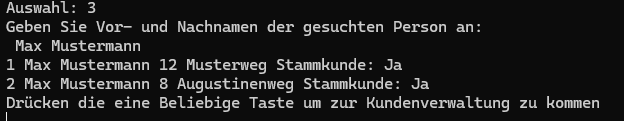 Auswahl: 3
Geben Sie Vor- und Nachnamen der gesuchten Person an:
Max Mustermann
1 Max Mustermann 12 Musterweg Stammkunde: Ja
2 Max Mustermann 8 Augustinenweg Stammkunde: Ja
Drücken die eine Beliebige Taste um zur Kundenverwaltung zu kommen